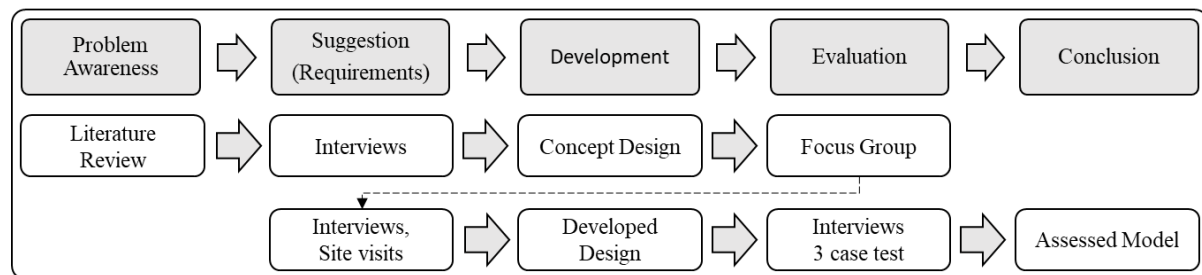 Problem
Awareness
Suggestion
(Requirements)
Development
Evaluation
Conclusion
Literature
Review
Interviews
Concept Design
Focus Group
Interviews,
Site visits
Developed
Design
Interviews
3 case test
Assessed Model